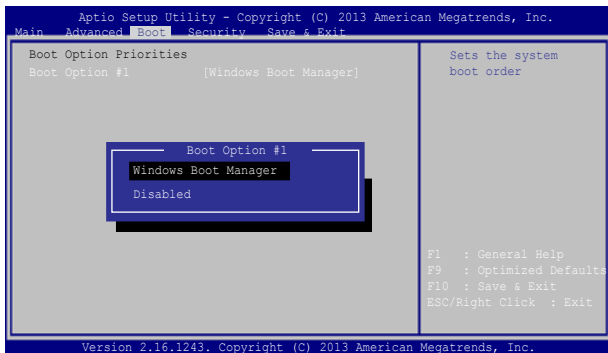 Aptio Setup Utility - Copyright (C) 2013 American Megatrends, Inc.
Main Advanced Boot Security Save & Exit
Boot Option Priorities
Boot Option #1 [Windows Boot Manager]
Sets the system
boot order
Boot Option #1
Windows Boot Manager
Disabled
F1 : General Help
F9 : Optimized Defaults
F10 : Save & Exit
ESC/Right Click : Exit
Version 2.16.1243. Copyright (C) 2013 American Megatrends, Inc.